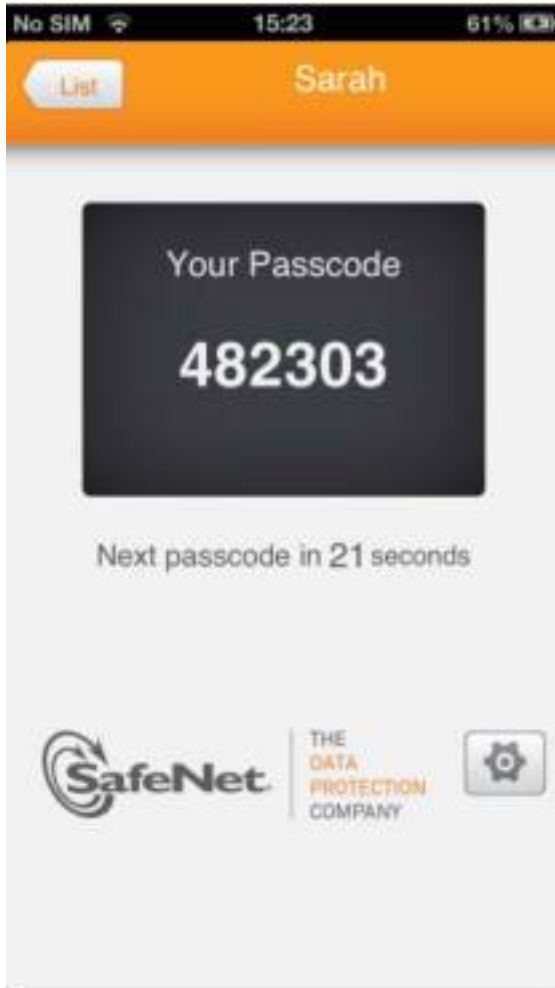 No SIM 15:23 61%
List Sarah
Your Passcode
482303
Next passcode in 21 seconds
SafeNet.
THE
DATA
PROTECTION
COMPANY